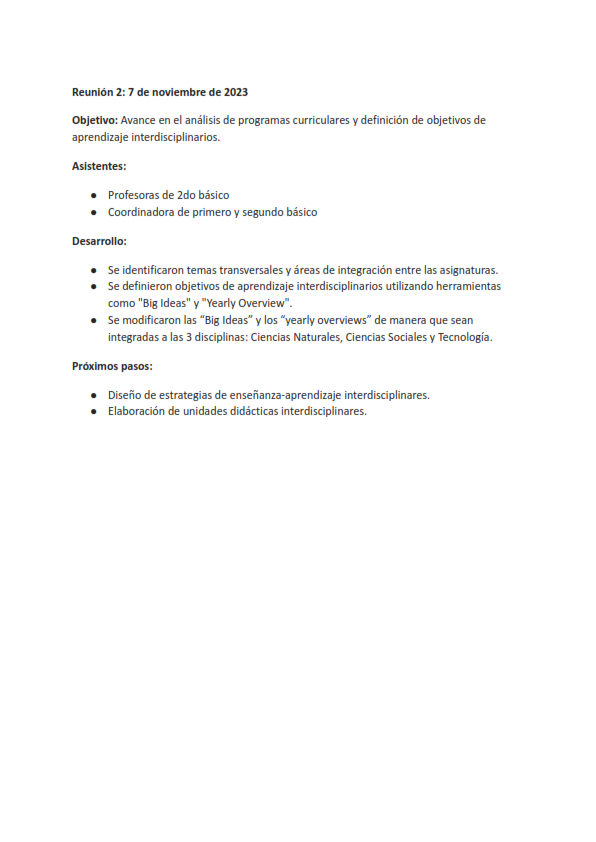 Reunión 2: 7 de noviembre de 2023
Objetivo: Avance en el análisis de programas curriculares y definición de objetivos de
aprendizaje interdisciplinarios.
Asistentes:
● Profesoras de 2do básico
● Coordinadora de primero y segundo básico
Desarrollo:
● Se identificaron temas transversales y áreas de integración entre las asignaturas.
● Se definieron objetivos de aprendizaje interdisciplinarios utilizando herramientas
como "Big Ideas" y "Yearly Overview".
● Se modificaron las “Big Ideas” y los “yearly overviews” de manera que sean
integradas a las 3 disciplinas: Ciencias Naturales, Ciencias Sociales y Tecnología.
Próximos pasos:
● Diseño de estrategias de enseñanza-aprendizaje interdisciplinares.
● Elaboración de unidades didácticas interdisciplinares.